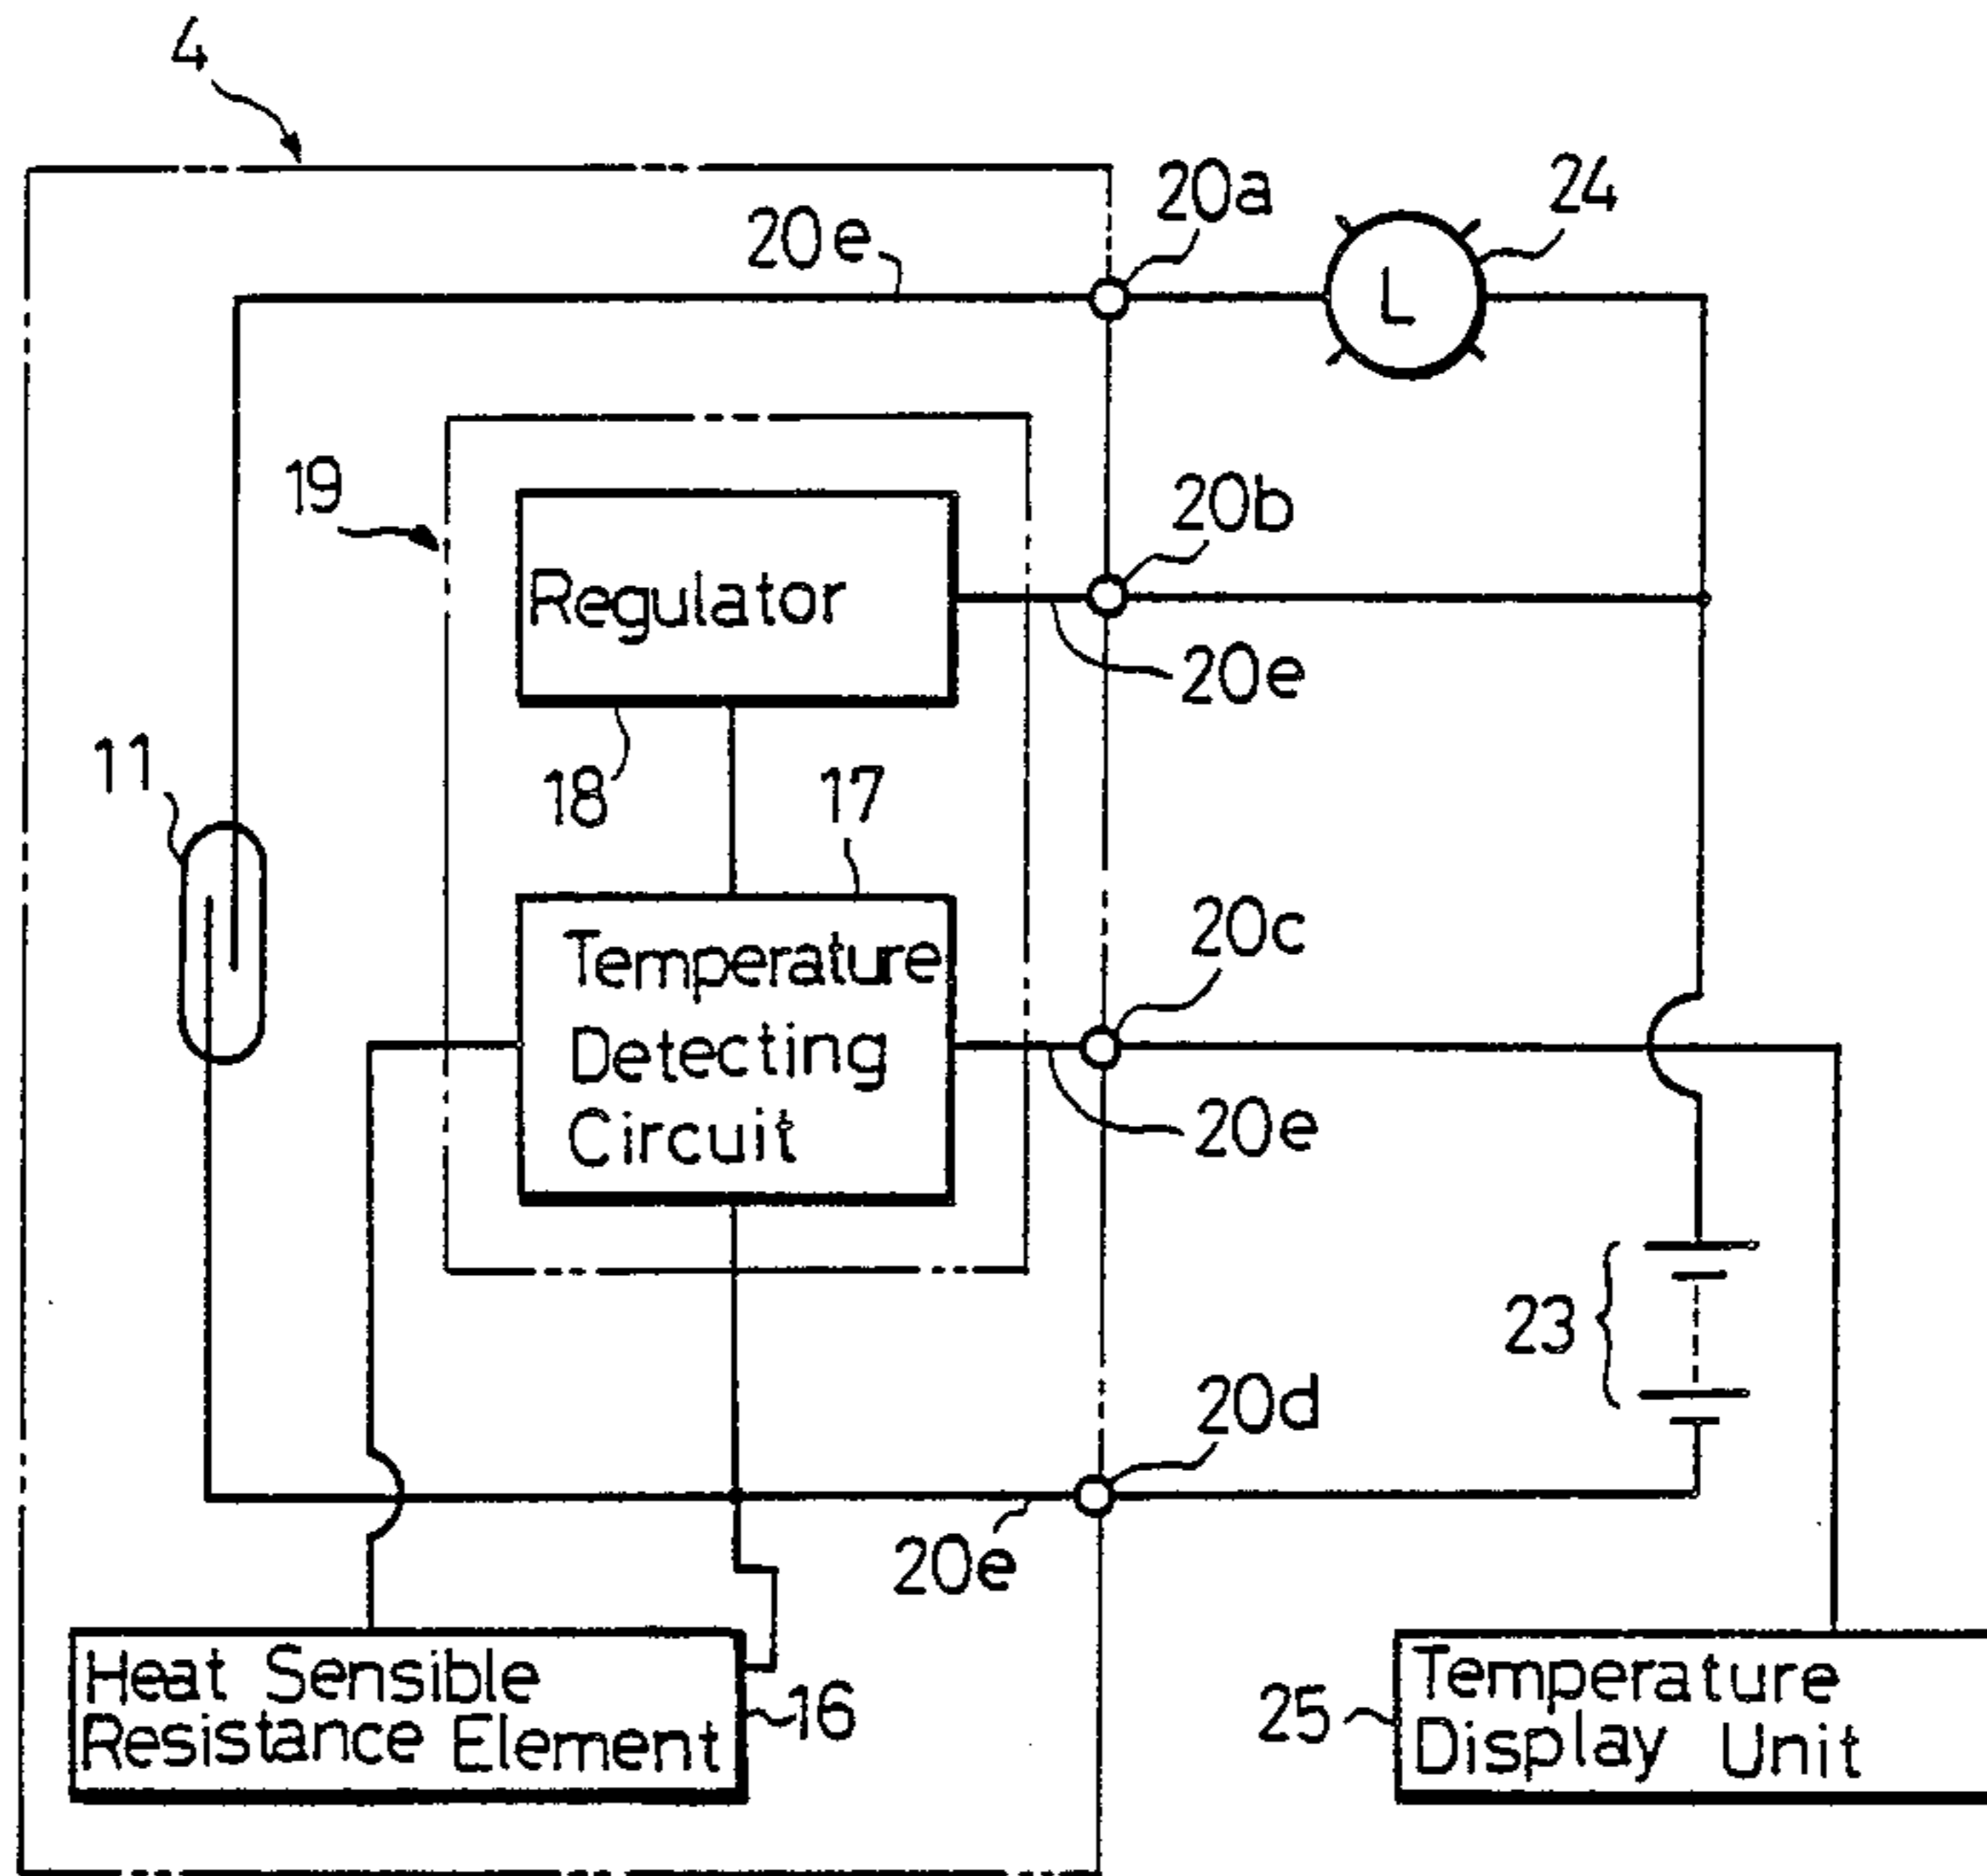 4
20a
24
20e
L
19
20b
Regulator
20e
11
18
17
20c
Temperature
Detecting
Circuit
20e
23
20d
20e
Heat Sensible
Resistance Element
16
25
Temperature
Display Unit